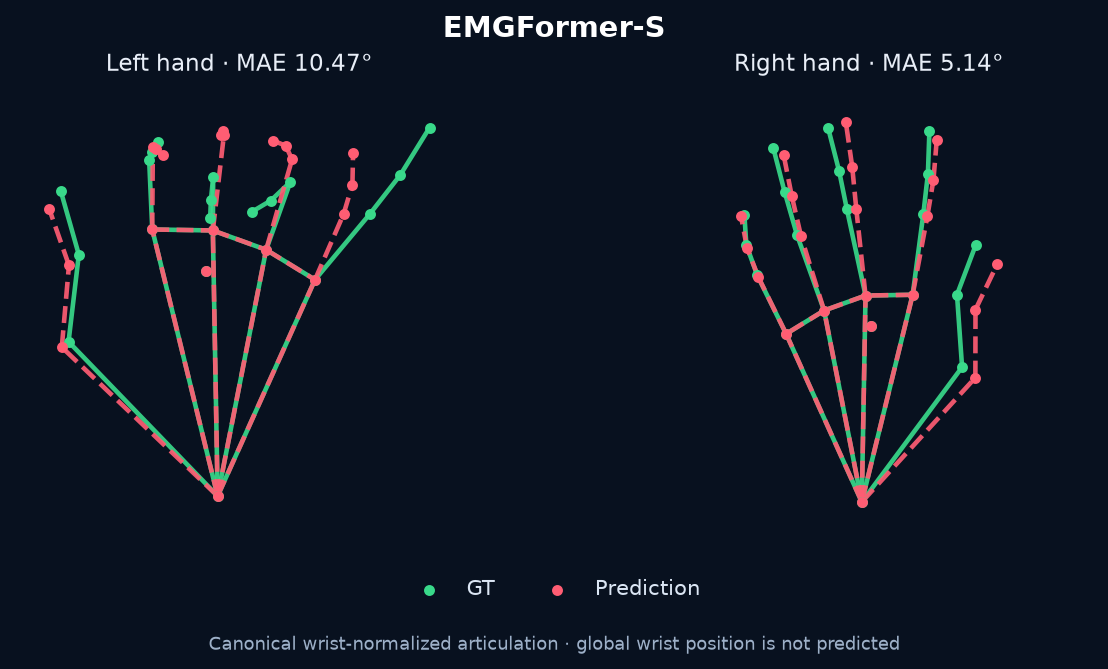 EMGFormer-S
Left hand · MAE 10.47°
Right hand · MAE 5.14°
GT
Prediction
Canonical wrist-normalized articulation · global wrist position is not predicted